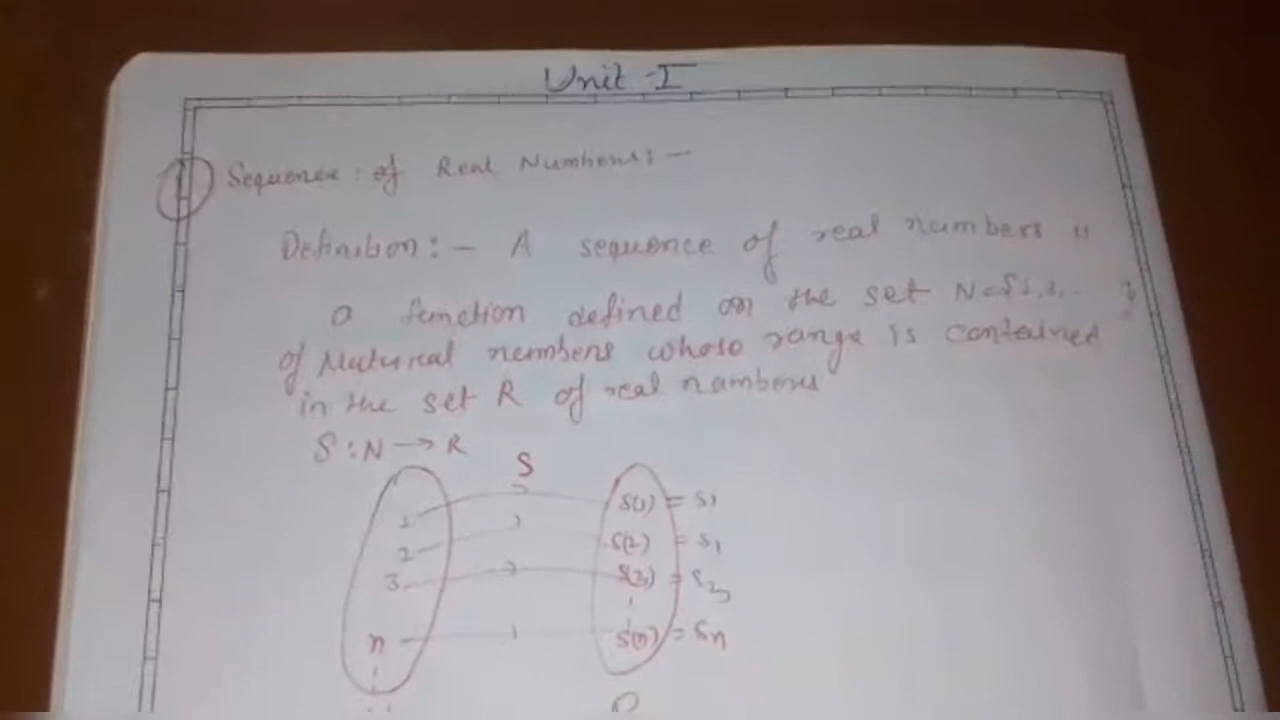 Unit - I
1 Sequence : of Real Numbers : -
Definition : - A sequence of real numbers is
a function defined on the set N = {1, 2, ... }
of Natural numbers whose range is contained
in the set R of real numbers
S : N → R
S
1 S(1) = S1
2 S(2) = S1
3 S(3) = S3
n S(n) = Sn